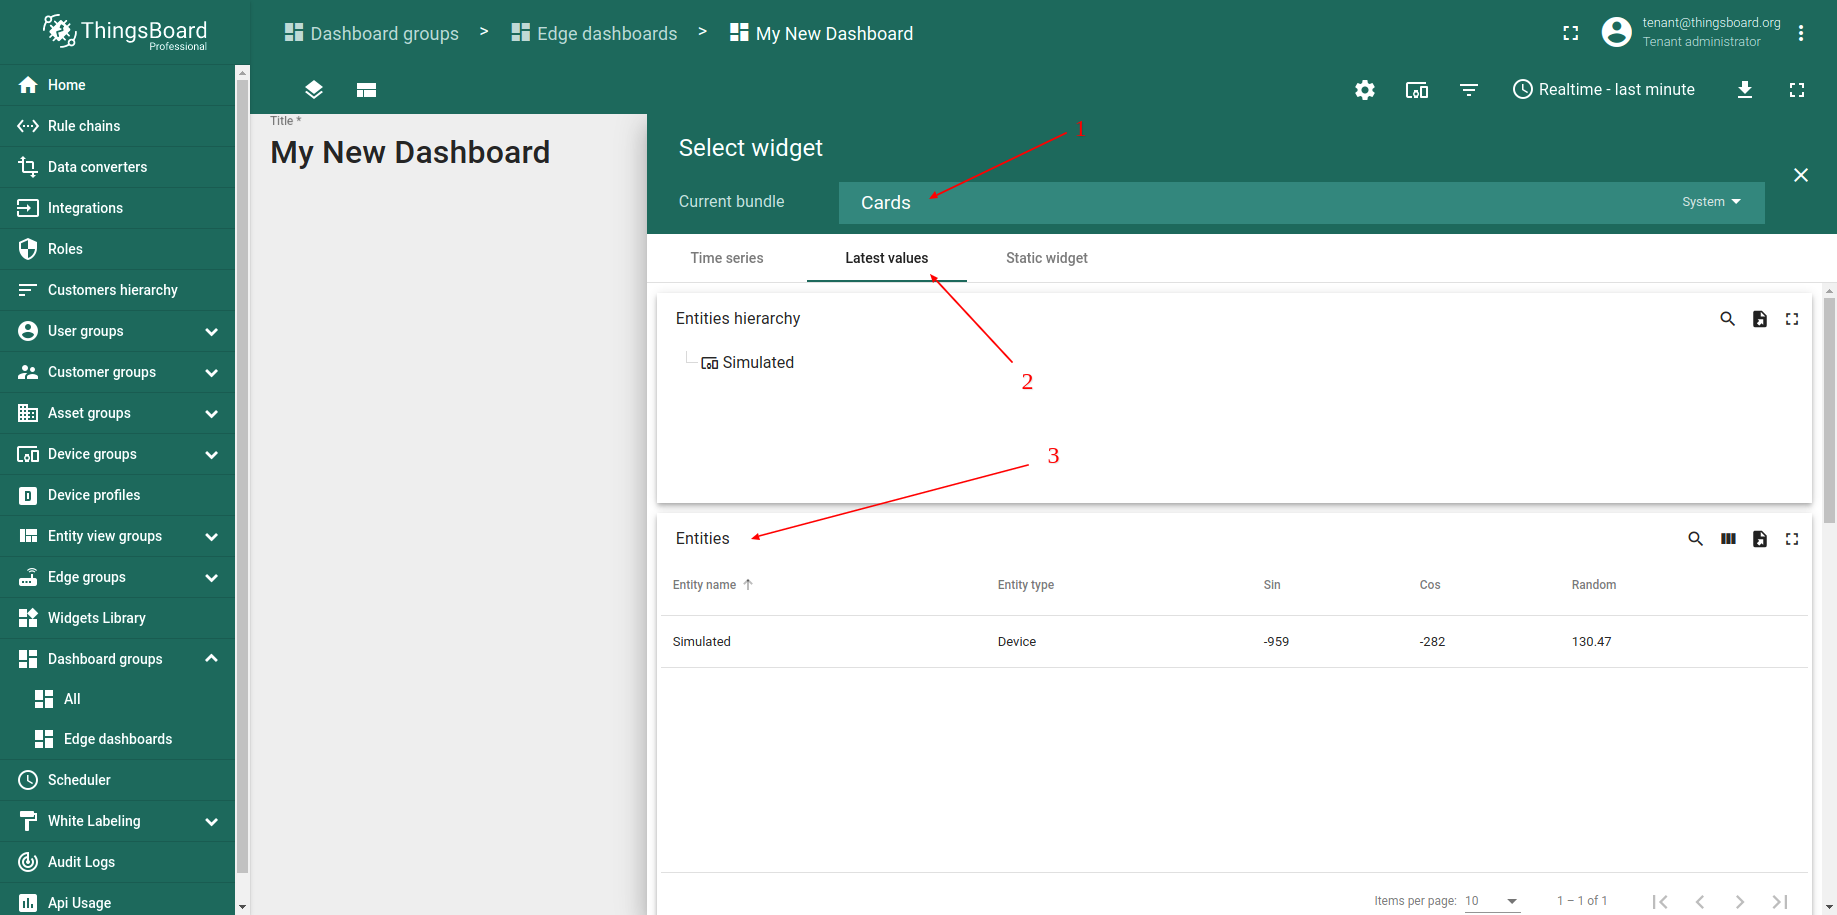 ThingsBoard
Professional
Dashboard groups > Edge dashboards > My New Dashboard
tenant@thingsboard.org
Tenant administrator
Home
Rule chains
Data converters
Integrations
Roles
Customers hierarchy
User groups
Customer groups
Asset groups
Device groups
Device profiles
Entity view groups
Edge groups
Widgets Library
Dashboard groups
All
Edge dashboards
Scheduler
White Labeling
Audit Logs
Api Usage
Realtime - last minute
Title *
My New Dashboard
1
Select widget
Current bundle
Cards
System
Time series
Latest values
Static widget
2
Entities hierarchy
Simulated
3
Entities
Entity name Entity type Sin Cos Random
Simulated Device -959 -282 130.47
Items per page: 10 1 – 1 of 1